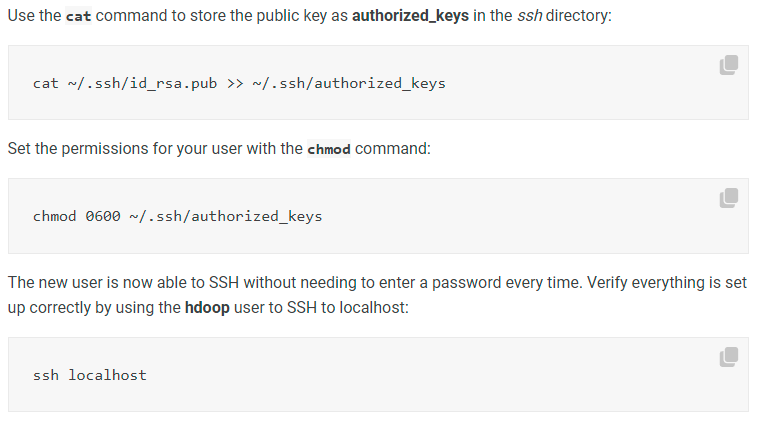 Use the cat command to store the public key as authorized_keys in the ssh directory:
cat ~/.ssh/id_rsa.pub >> ~/.ssh/authorized_keys
Set the permissions for your user with the chmod command:
chmod 0600 ~/.ssh/authorized_keys
The new user is now able to SSH without needing to enter a password every time. Verify everything is set
up correctly by using the hdoop user to SSH to localhost:
ssh localhost